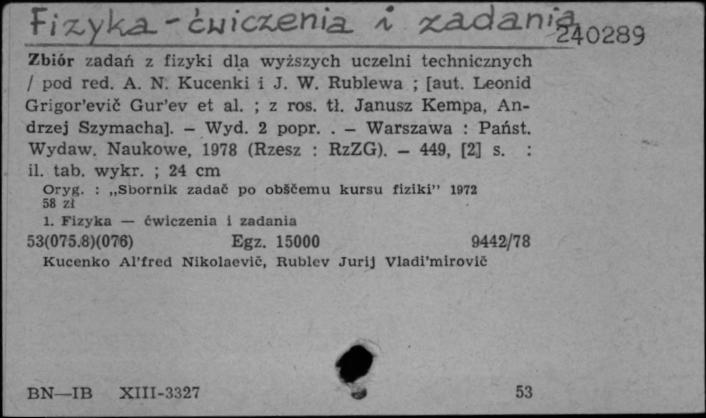 Fizyka - ćwiczenia i zadania
240289
Zbiór zadań z fizyki dla wyższych uczelni technicznych
/ pod red. A. N. Kucenki i J. W. Rublewa ; [aut. Leonid
Grigor'evič Gur'ev et al. ; z ros. tł. Janusz Kempa, An-
drzej Szymacha]. — Wyd. 2 popr. . — Warszawa : Państ.
Wydaw. Naukowe, 1978 (Rzesz : RzZG). — 449, [2] s. :
il. tab. wykr. ; 24 cm
Oryg. : „Sbornik zadač po obščemu kursu fiziki" 1972
58 zł
1. Fizyka — ćwiczenia i zadania
53(075.8)(076) Egz. 15000 9442/78
Kucenko Al'fred Nikolaevič, Rublev Jurij Vladi'mirovič
BN—IB XIII-3327 53